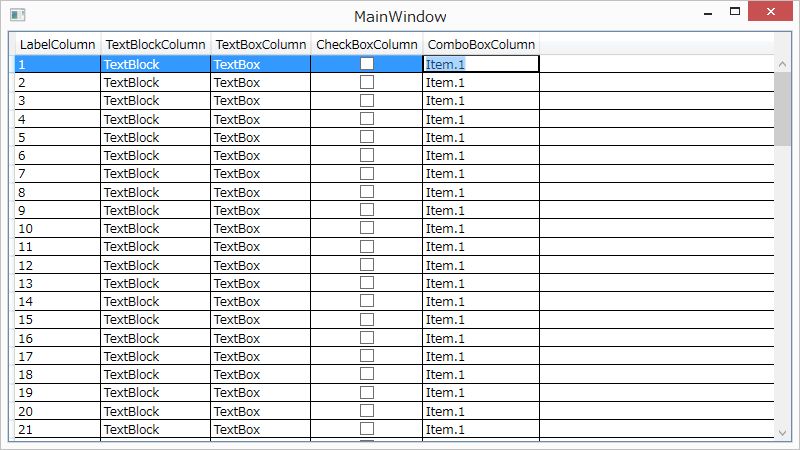 MainWindow
LabelColumn TextBlockColumn TextBoxColumn CheckBoxColumn ComboBoxColumn
1 TextBlock TextBox Item.1
2 TextBlock TextBox Item.1
3 TextBlock TextBox Item.1
4 TextBlock TextBox Item.1
5 TextBlock TextBox Item.1
6 TextBlock TextBox Item.1
7 TextBlock TextBox Item.1
8 TextBlock TextBox Item.1
9 TextBlock TextBox Item.1
10 TextBlock TextBox Item.1
11 TextBlock TextBox Item.1
12 TextBlock TextBox Item.1
13 TextBlock TextBox Item.1
14 TextBlock TextBox Item.1
15 TextBlock TextBox Item.1
16 TextBlock TextBox Item.1
17 TextBlock TextBox Item.1
18 TextBlock TextBox Item.1
19 TextBlock TextBox Item.1
20 TextBlock TextBox Item.1
21 TextBlock TextBox Item.1